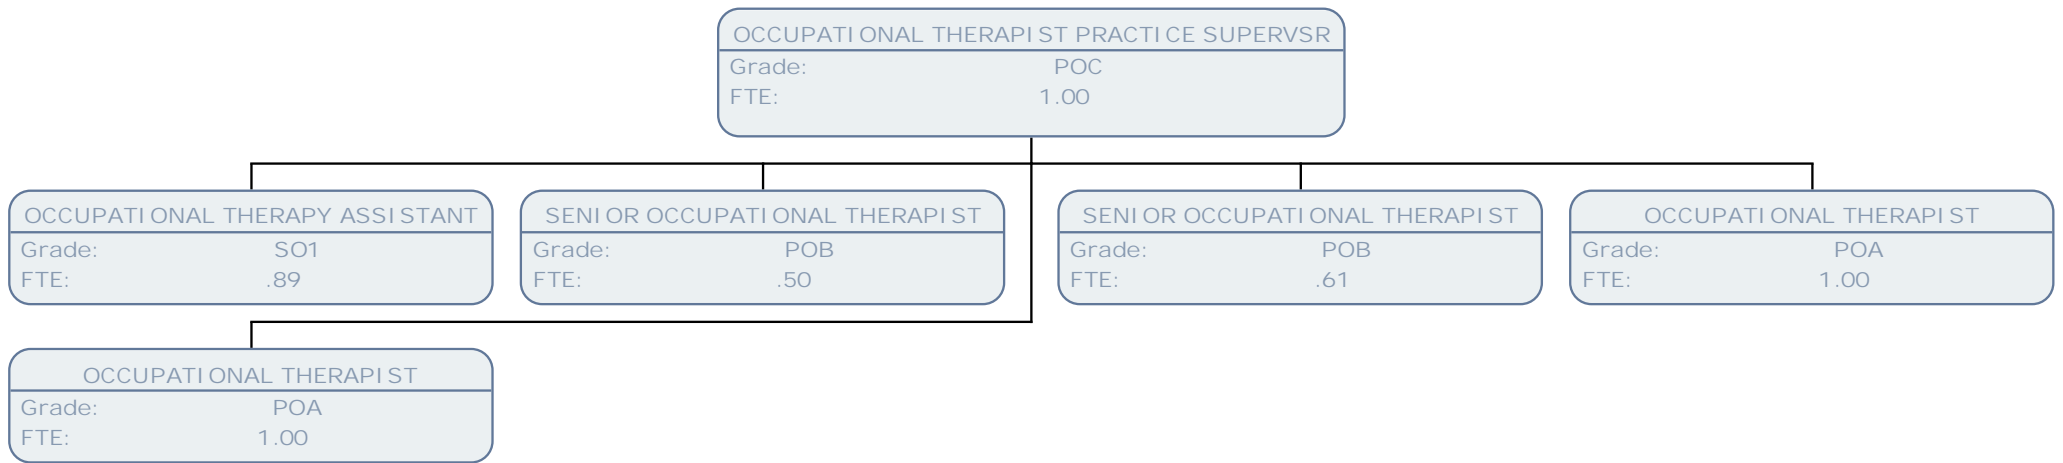 OCCUPATIONAL THERAPIST PRACTICE SUPERVSR
Grade: POC
FTE: 1.00
OCCUPATIONAL THERAPY ASSISTANT
Grade: SO1
FTE: .89
SENIOR OCCUPATIONAL THERAPIST
Grade: POB
FTE: .50
SENIOR OCCUPATIONAL THERAPIST
Grade: POB
FTE: .61
OCCUPATIONAL THERAPIST
Grade: POA
FTE: 1.00
OCCUPATIONAL THERAPIST
Grade: POA
FTE: 1.00